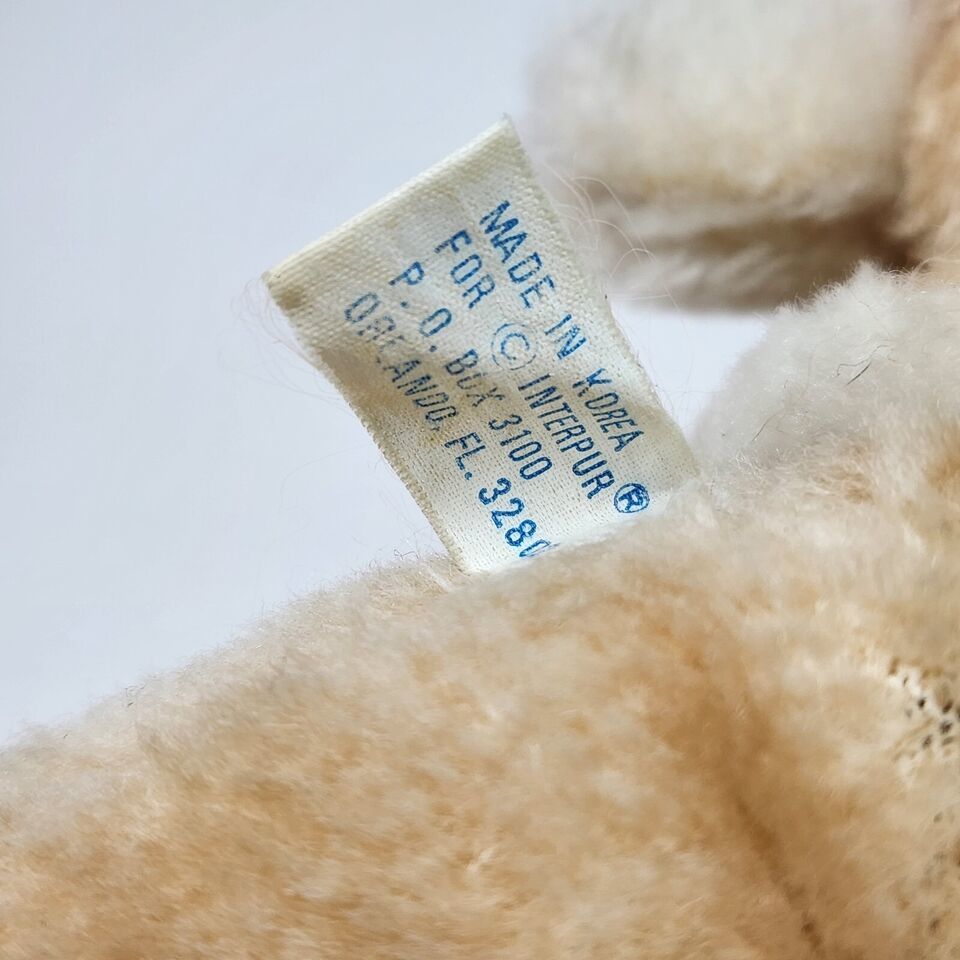 MADE IN KOREA
FOR © INTERPUR®
P. O. BOX 3100
ORLANDO, FL. 3280